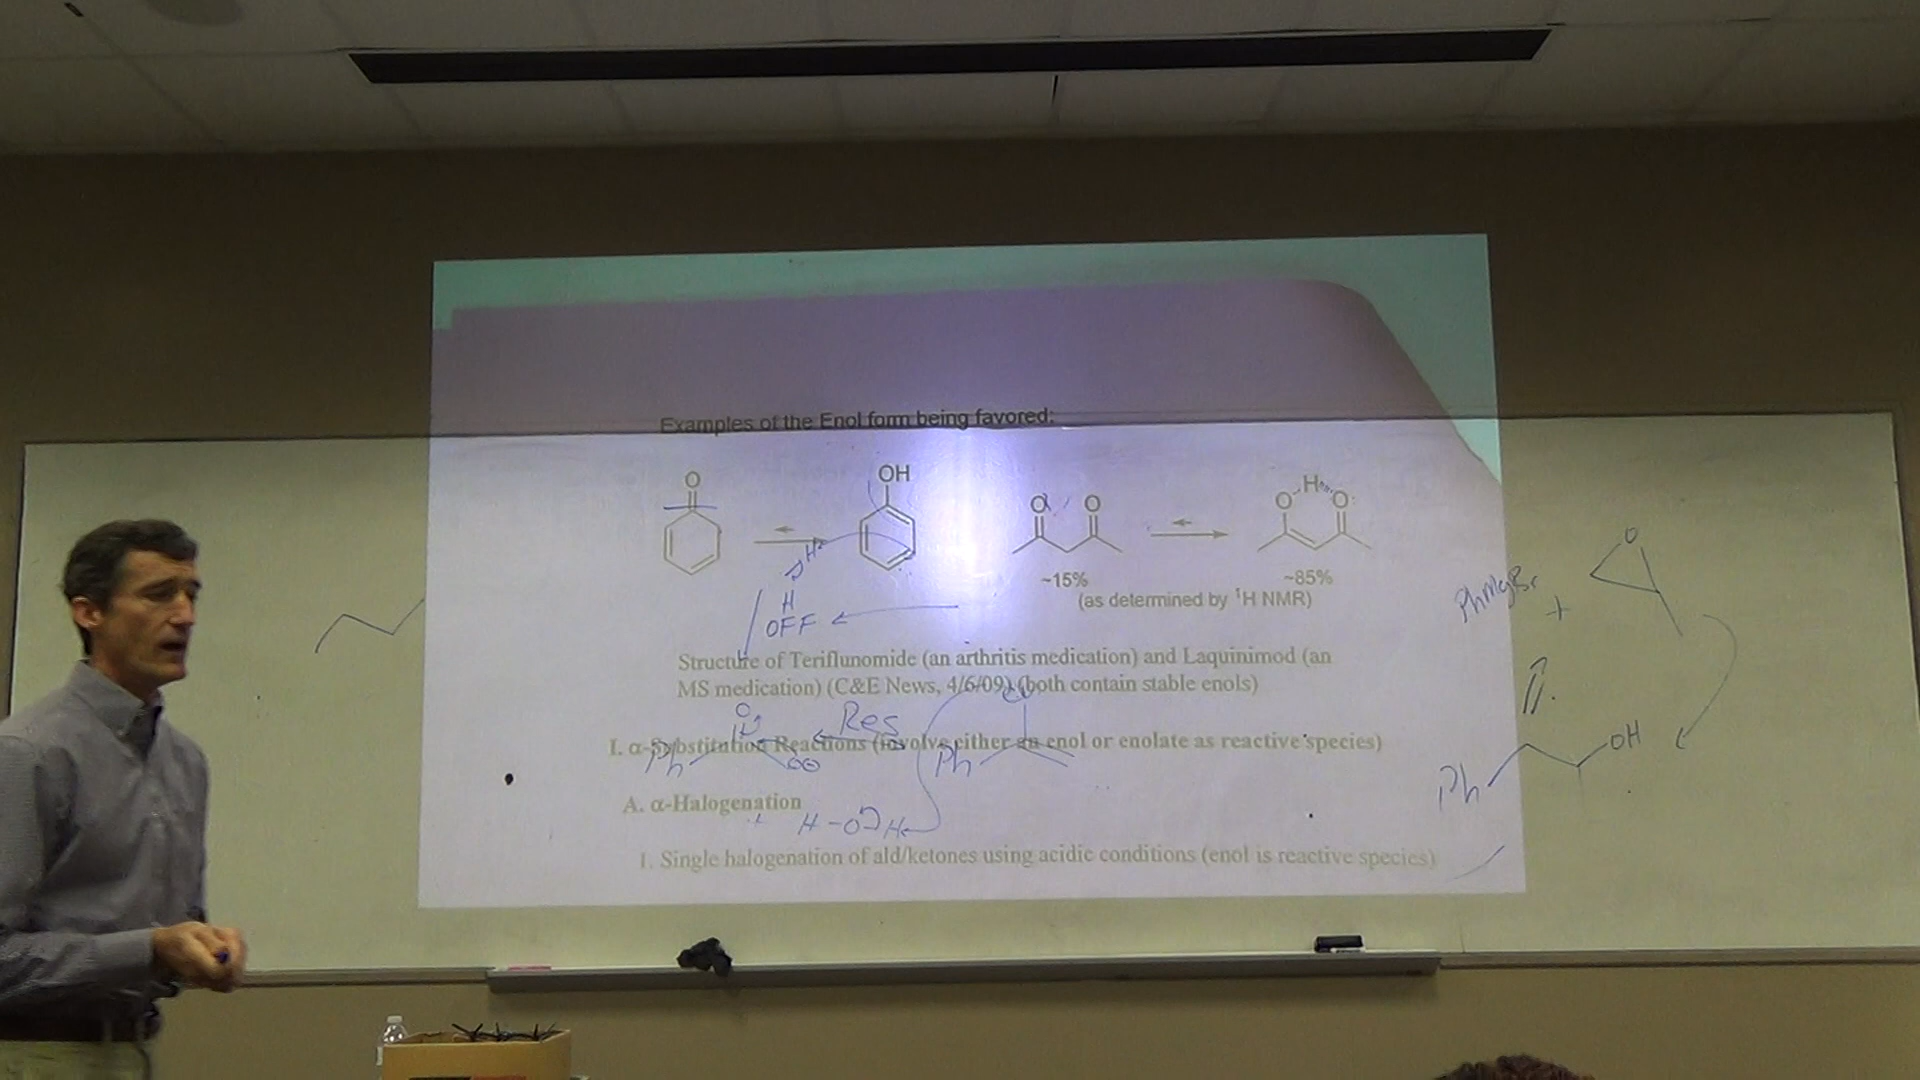 Examples of the Enol form being favored:
O
OH
O O
O H O
H
H
OFF
~15%
~85%
(as determined by ¹H NMR)
PhMgBr
+
O
Structure of Teriflunomide (an arthritis medication) and Laquinimod (an
MS medication) (C&E News, 4/6/09) (both contain stable enols)
O
Res
I. α-Substitution Reactions (involve either an enol or enolate as reactive species)
Ph
Ph
Ph
OH
A. α-Halogenation
+ H-O H
1. Single halogenation of ald/ketones using acidic conditions (enol is reactive species)